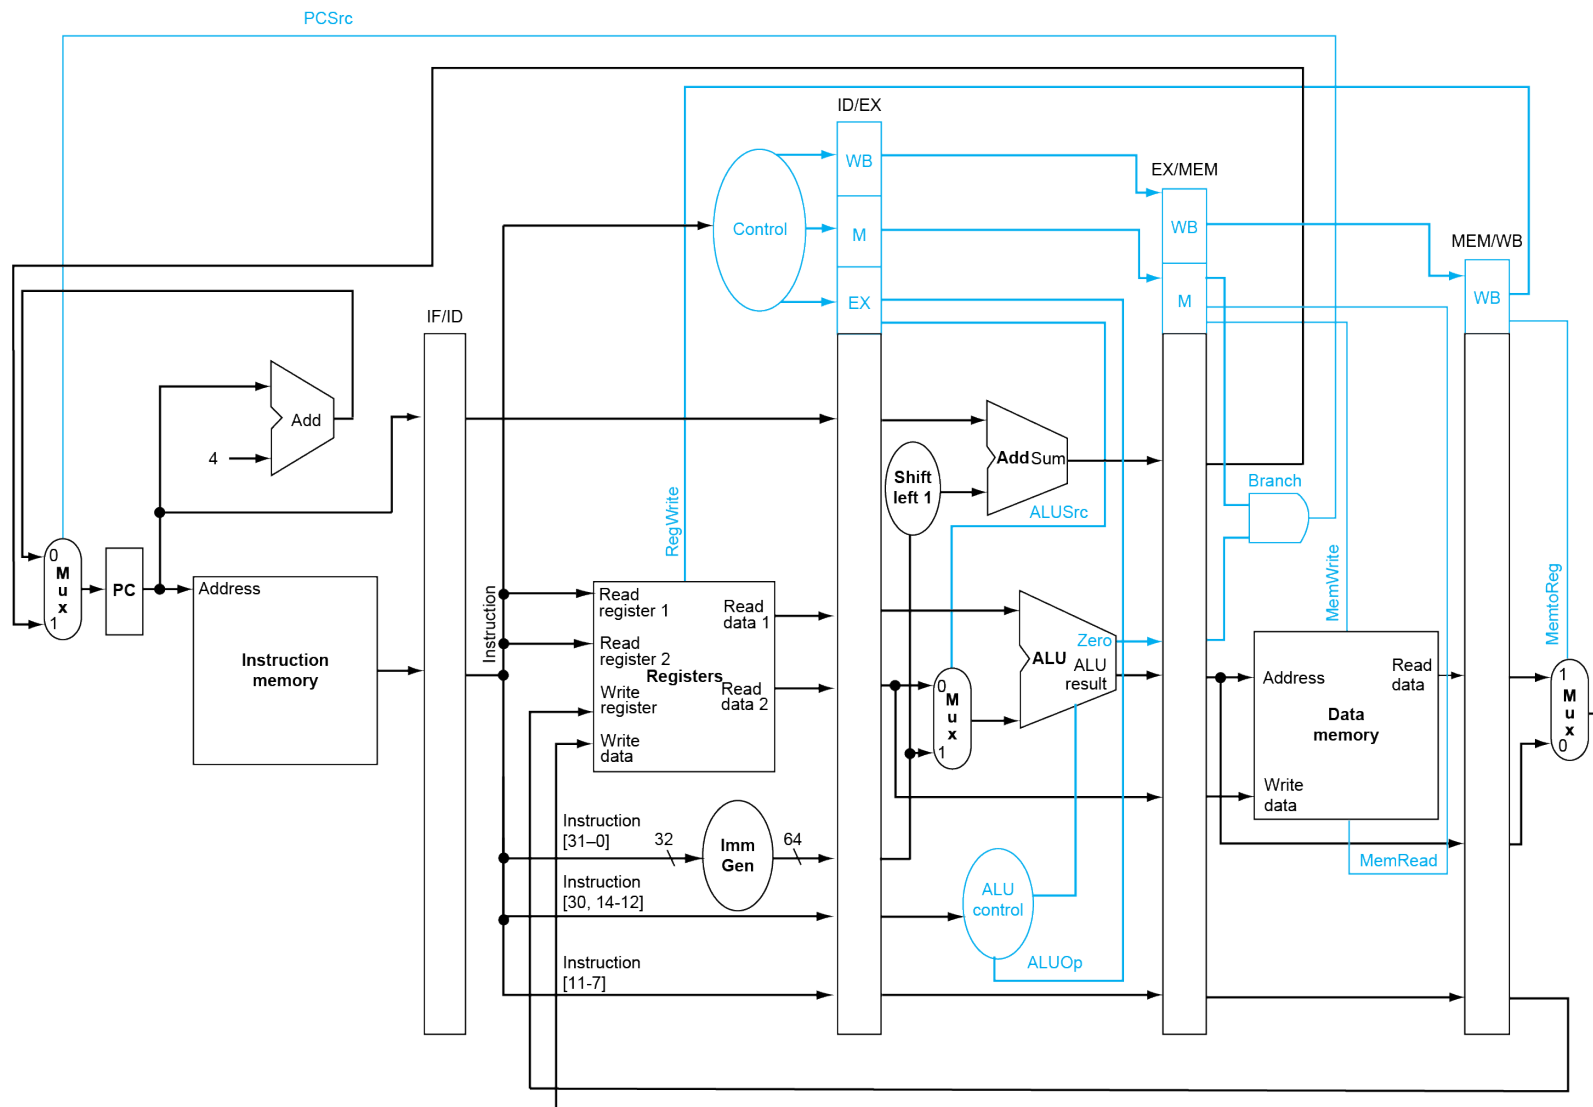 PCSrc
ID/EX
WB
EX/MEM
Control
M
WB
MEM/WB
EX
M
WB
IF/ID
Add
4
Add Sum
Shift
left 1
Branch
ALUSrc
RegWrite
MemWrite
MemtoReg
0
M
u
x
1
PC
Address
Instruction
memory
Instruction
Read
register 1
Read
register 2
Write
register
Write
data
Registers
Read
data 1
Read
data 2
0
M
u
x
1
Zero
ALU
ALU
result
Address
Read
data
Data
memory
Write
data
1
M
u
x
0
MemRead
Instruction
[31–0]
32
Imm
Gen
64
Instruction
[30, 14-12]
ALU
control
ALUOp
Instruction
[11-7]